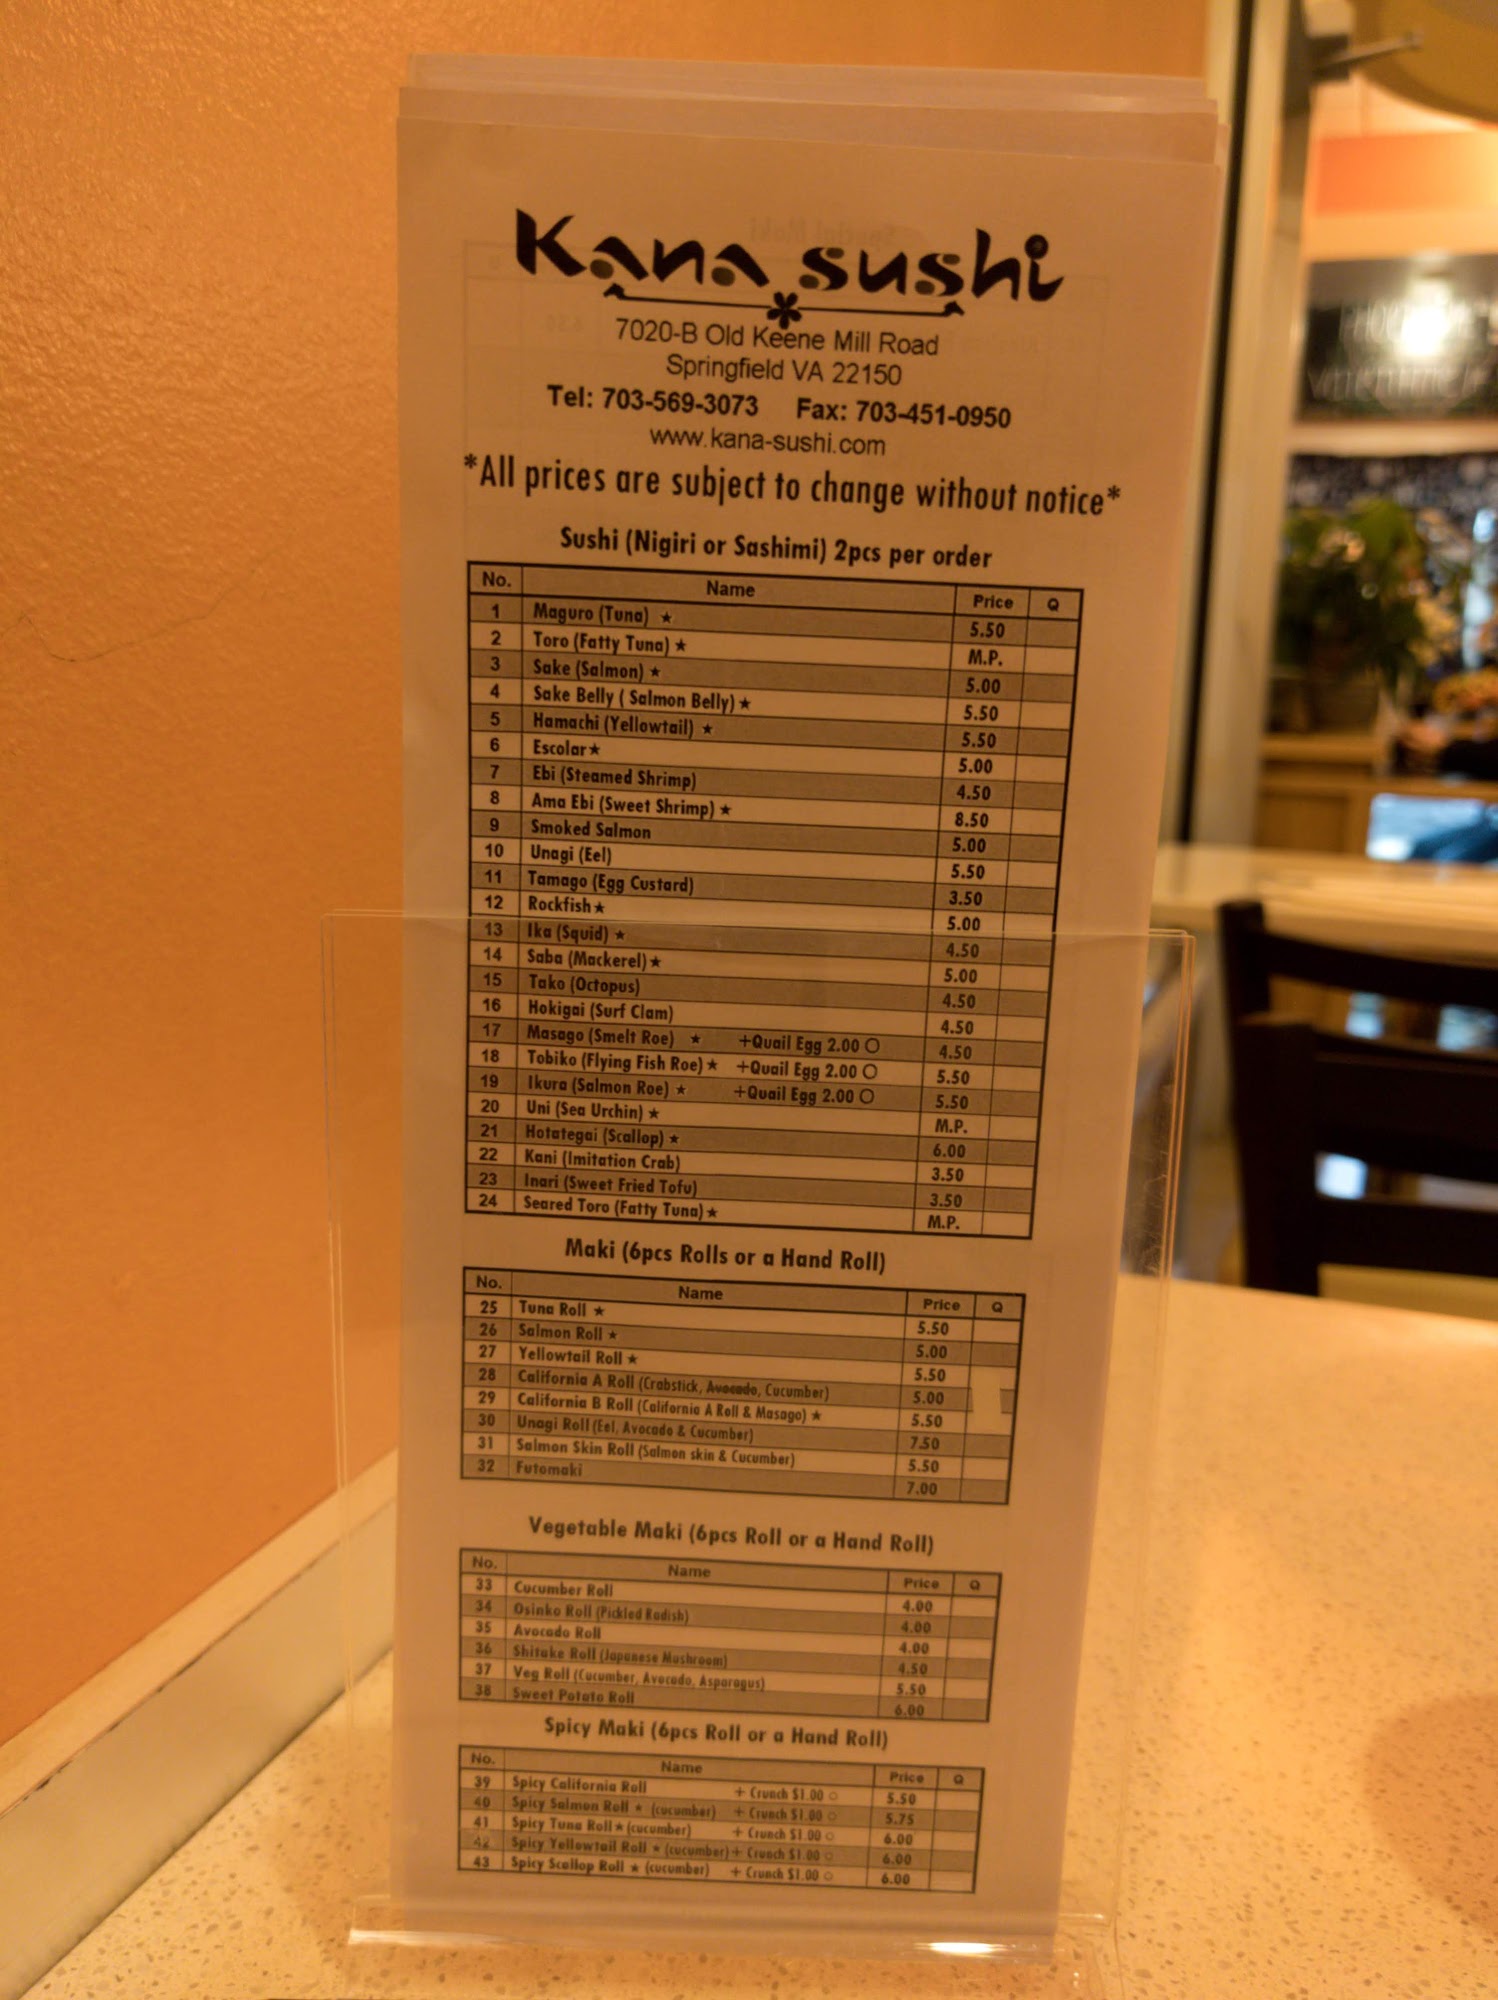 Kana sushi
7020-B Old Keene Mill Road
Springfield VA 22150
Tel: 703-569-3073 Fax: 703-451-0950
www.kana-sushi.com
*All prices are subject to change without notice*
Sushi (Nigiri or Sashimi) 2pcs per order
No. Name Price Q
1 Maguro (Tuna) ★ 5.50
2 Toro (Fatty Tuna) ★ M.P.
3 Sake (Salmon) ★ 5.00
4 Sake Belly ( Salmon Belly) ★ 5.50
5 Hamachi (Yellowtail) ★ 5.50
6 Escolar★ 5.00
7 Ebi (Steamed Shrimp) 4.50
8 Ama Ebi (Sweet Shrimp) ★ 8.50
9 Smoked Salmon 5.00
10 Unagi (Eel) 5.50
11 Tamago (Egg Custard) 3.50
12 Rockfish★ 5.00
13 Ika (Squid) ★ 4.50
14 Saba (Mackerel)★ 5.00
15 Tako (Octopus) 4.50
16 Hokigai (Surf Clam) 4.50
17 Masago (Smelt Roe) ★ +Quail Egg 2.00 O 4.50
18 Tobiko (Flying Fish Roe) ★ +Quail Egg 2.00 O 5.50
19 Ikura (Salmon Roe) ★ +Quail Egg 2.00 O 5.50
20 Uni (Sea Urchin) ★ M.P.
21 Hotategai (Scallop) ★ 6.00
22 Kani (Imitation Crab) 3.50
23 Inari (Sweet Fried Tofu) 3.50
24 Seared Toro (Fatty Tuna) ★ M.P.
Maki (6pcs Rolls or a Hand Roll)
No. Name Price Q
25 Tuna Roll ★ 5.50
26 Salmon Roll ★ 5.00
27 Yellowtail Roll ★ 5.50
28 California A Roll (Crabstick, Avocado, Cucumber) 5.00
29 California B Roll (California A Roll & Masago) ★ 5.50
30 Unagi Roll (Eel, Avocado & Cucumber) 7.50
31 Salmon Skin Roll (Salmon skin & Cucumber) 5.50
32 Futomaki 7.00
Vegetable Maki (6pcs Roll or a Hand Roll)
No. Name Price Q
33 Cucumber Roll 4.00
34 Osinko Roll (Pickled Radish) 4.00
35 Avocado Roll 4.00
36 Shitake Roll (Japanese Mushroom) 4.50
37 Veg Roll (Cucumber, Avocado, Asparagus) 5.50
38 Sweet Potato Roll 6.00
Spicy Maki (6pcs Roll or a Hand Roll)
No. Name Price Q
39 Spicy California Roll + Crunch $1.00 ○ 5.50
40 Spicy Salmon Roll ★ (cucumber) + Crunch $1.00 ○ 5.75
41 Spicy Tuna Roll ★ (cucumber) + Crunch $1.00 ○ 6.00
42 Spicy Yellowtail Roll ★ (cucumber) + Crunch $1.00 ○ 6.00
43 Spicy Scallop Roll ★ (cucumber) + Crunch $1.00 ○ 6.00